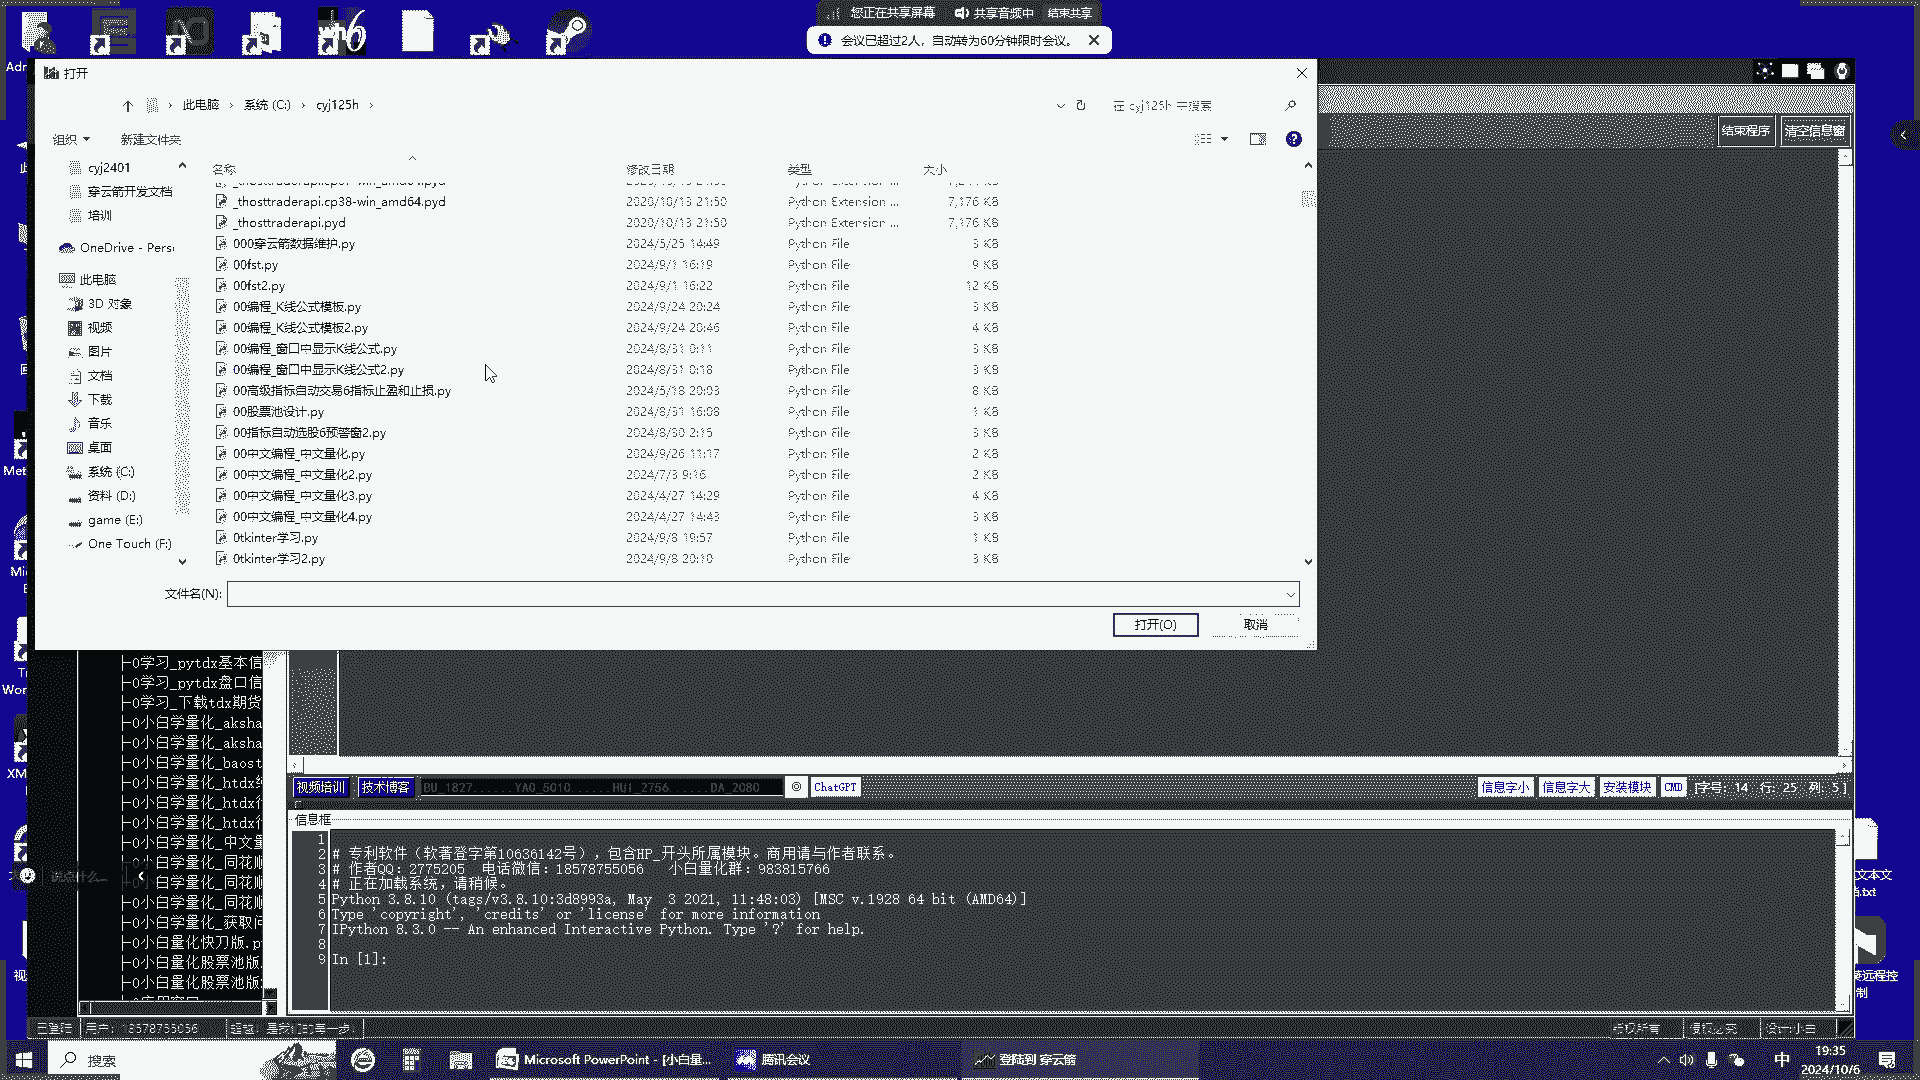 您正在共享屏幕 共享音频中 结束共享
会议已超过2人，自动转为60分钟限时会议。
打开
此电脑 › 系统 (C:) › cyj125h ›
在 cyj125h 中搜索
组织 新建文件夹
结束程序 清空信息窗
名称 修改日期 类型 大小
cyj2401
穿云箭开发文档
培训
OneDrive - Pers
此电脑
3D 对象
视频
图片
文档
下载
音乐
桌面
系统 (C:)
资料 (D:)
game (E:)
One Touch (F:)
_thosttraderapi.cp38-win_amd64.pyd 2020/10/13 21:50 Python Extension ... 7,176 KB
_thosttraderapi.pyd 2020/10/13 21:50 Python Extension ... 7,176 KB
000穿云箭数据维护.py 2024/5/25 14:49 Python File
00fst.py 2024/9/1 16:19 Python File 9 KB
00fst2.py 2024/9/1 16:22 Python File 12 KB
00编程_K线公式模板.py 2024/9/24 20:24 Python File
00编程_K线公式模板2.py 2024/9/24 20:46 Python File 4 KB
00编程_窗口中显示K线公式.py 2024/8/31 0:11 Python File
00编程_窗口中显示K线公式2.py 2024/8/31 0:18 Python File
00高级指标自动交易6指标止盈和止损.py 2024/5/18 20:03 Python File 8 KB
00股票池设计.py 2024/8/31 16:08 Python File 1 KB
00指标自动选股6预警窗2.py 2024/8/30 2:15 Python File
00中文编程_中文量化.py 2024/9/26 11:17 Python File 2 KB
00中文编程_中文量化2.py 2024/7/3 9:16 Python File 2 KB
00中文编程_中文量化3.py 2024/4/27 14:29 Python File 4 KB
00中文编程_中文量化4.py 2024/4/27 14:43 Python File
0tkinter学习.py 2024/9/8 19:57 Python File 1 KB
0tkinter学习2.py 2024/9/8 20:10 Python File 3 KB
文件名(N):
打开(O) 取消
├-0学习_pytdx基本信
├-0学习_pytdx盘口信
├-0学习_下载tdx期货
├-0小白学量化_aksha
├-0小白学量化_aksha
├-0小白学量化_baost
├-0小白学量化_htdx
├-0小白学量化_htdx
├-0小白学量化_htdx
├-0小白学量化_中文量
├-0小白学量化_同花顺
├-0小白学量化_同花顺
├-0小白学量化_同花顺
├-0小白学量化_获取问
├-0小白量化快刀版.p
├-0小白量化股票池版
├-0小白量化股票池版
视频培训 技术博客 BU_1827......YAO_5010......HUI_2756......DA_2080 ChatGPT
信息字小 信息字大 安装模块 CMD [字号: 14 行: 25 列: 5 ]
信息框
1
2 # 专利软件（软著登字第10636142号），包含HP_开头所属模块。商用请与作者联系。
3 # 作者QQ：2775205 电话微信：18578755056 小白量化群：983815766
4 # 正在加载系统，请稍候。
5 Python 3.8.10 (tags/v3.8.10:3d8993a, May 3 2021, 11:48:03) [MSC v.1928 64 bit (AMD64)]
6 Type 'copyright', 'credits' or 'license' for more information
7 IPython 8.3.0 -- An enhanced Interactive Python. Type '?' for help.
8
9 In [1]:
说点什么...
已登陆 用户: 18578755056 超越，是我们的每一步。
版权所有 侵权必究 设计:小白
搜索
Microsoft PowerPoint - [小白量...
腾讯会议
登陆到 穿云箭
中
19:35
2024/10/6